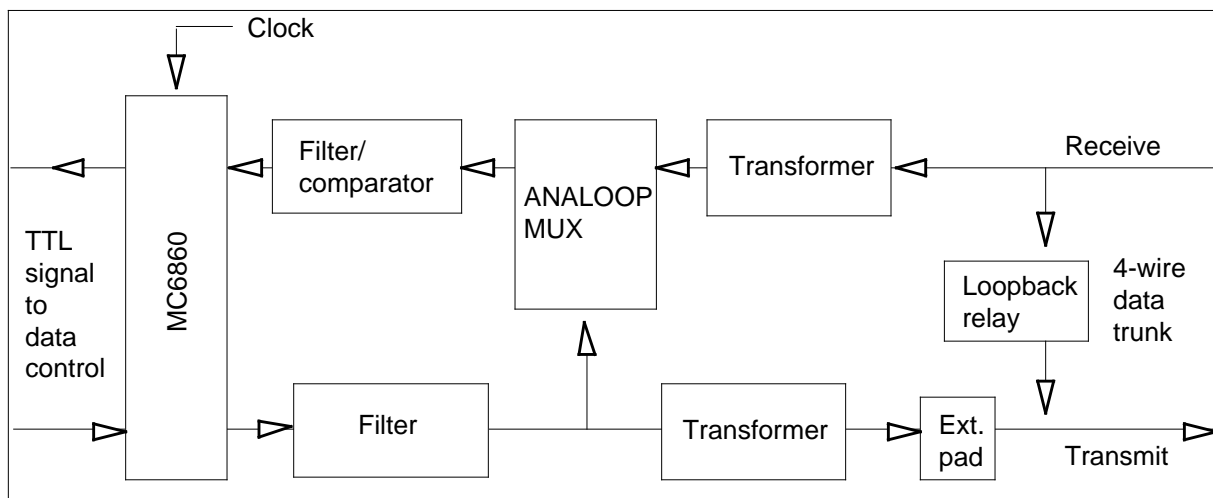 Clock
Filter/
comparator
ANALOOP
MUX
Transformer
Receive
TTL
signal
to
data
control
MC6860
Loopback
relay
4-wire
data
trunk
Filter
Transformer
Ext.
pad
Transmit